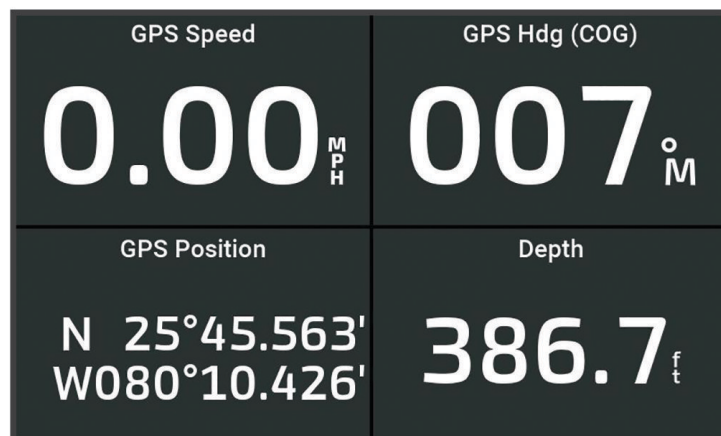 GPS Speed
0.00 MPH
GPS Hdg (COG)
007 °M
GPS Position
N 25°45.563'
W080°10.426'
Depth
386.7 ft